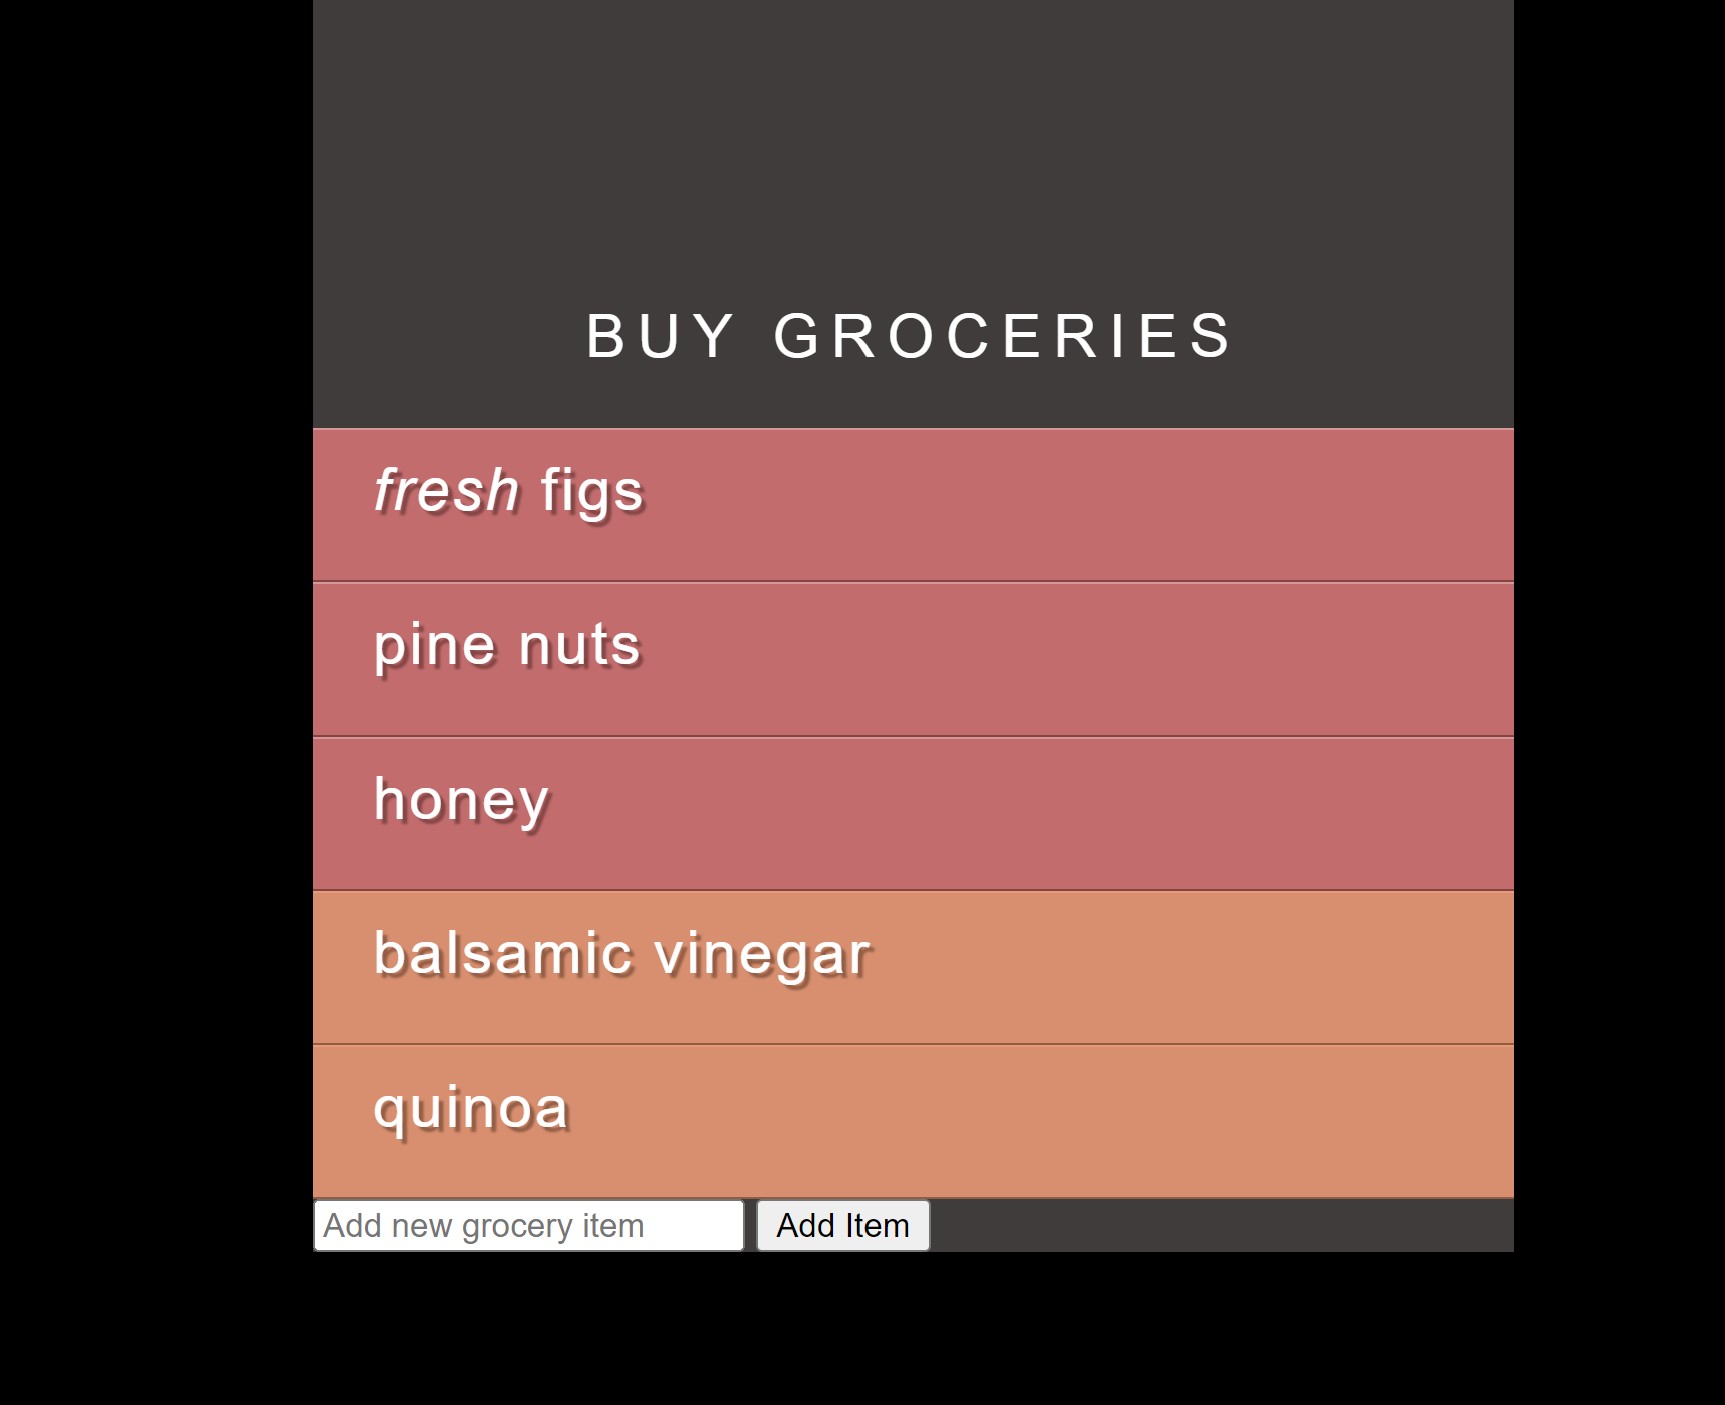 BUY GROCERIES
fresh figs
pine nuts
honey
balsamic vinegar
quinoa
Add new grocery item Add Item